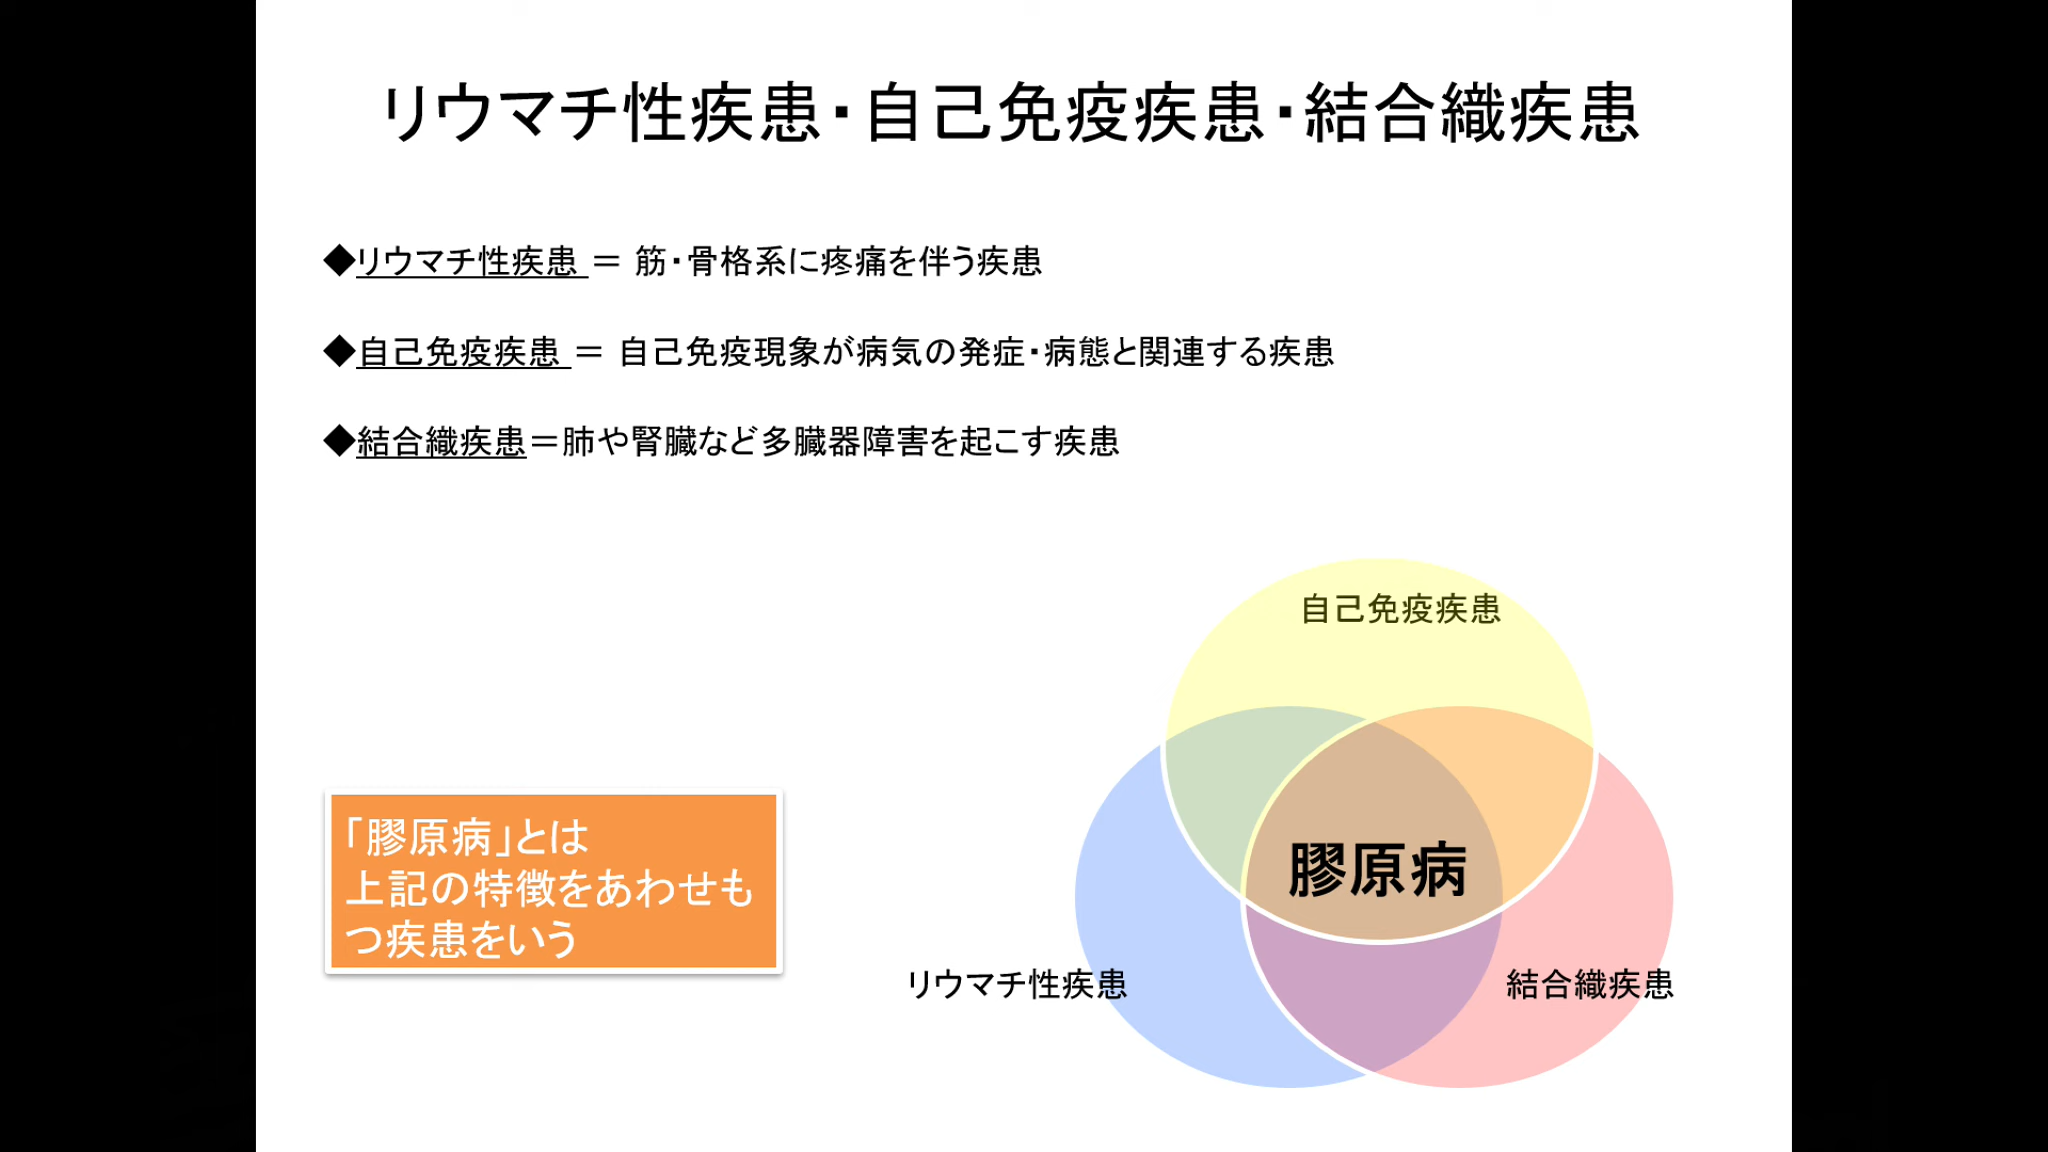 リウマチ性疾患・自己免疫疾患・結合織疾患
◆リウマチ性疾患 ＝ 筋・骨格系に疼痛を伴う疾患
◆自己免疫疾患 ＝ 自己免疫現象が病気の発症・病態と関連する疾患
◆結合織疾患＝肺や腎臓など多臓器障害を起こす疾患
自己免疫疾患
膠原病
リウマチ性疾患
結合織疾患
「膠原病」とは
上記の特徴をあわせも
つ疾患をいう